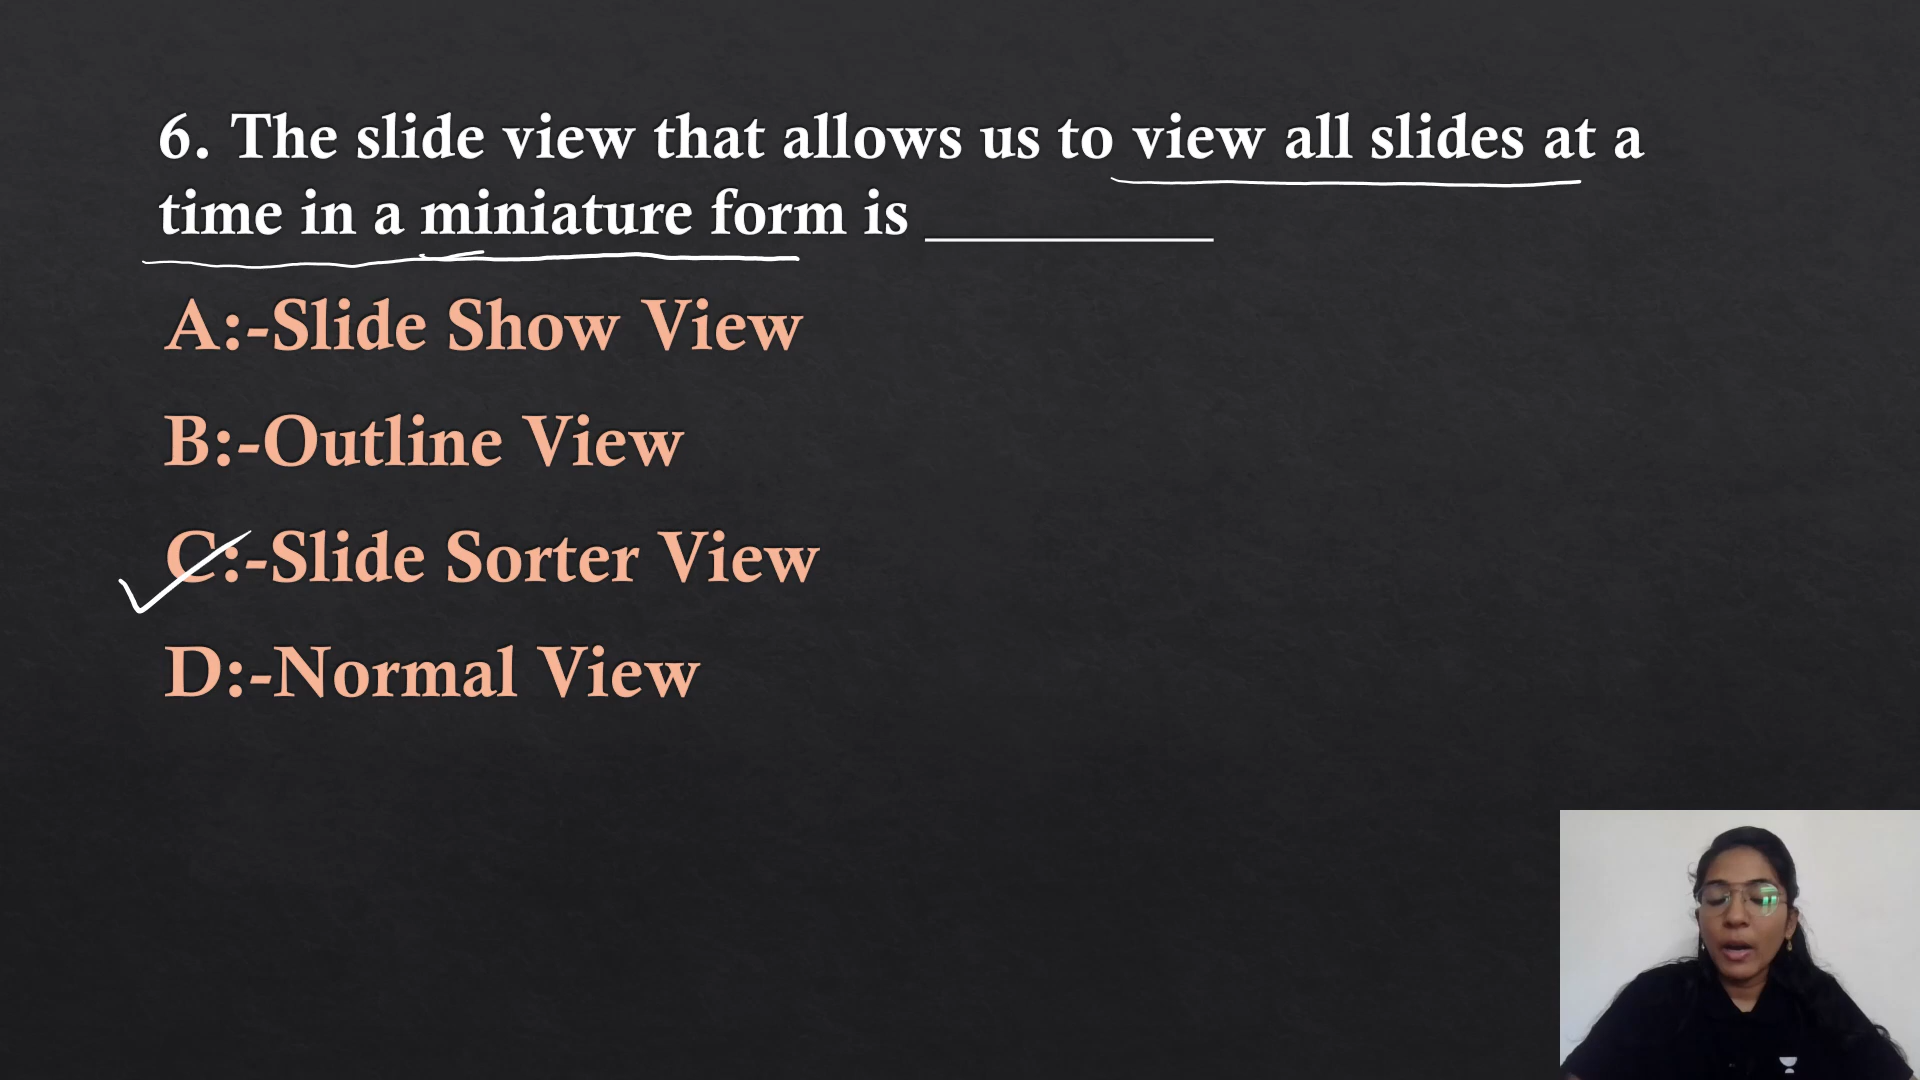 6. The slide view that allows us to view all slides at a
time in a miniature form is __________
A:-Slide Show View
B:-Outline View
C:-Slide Sorter View
D:-Normal View